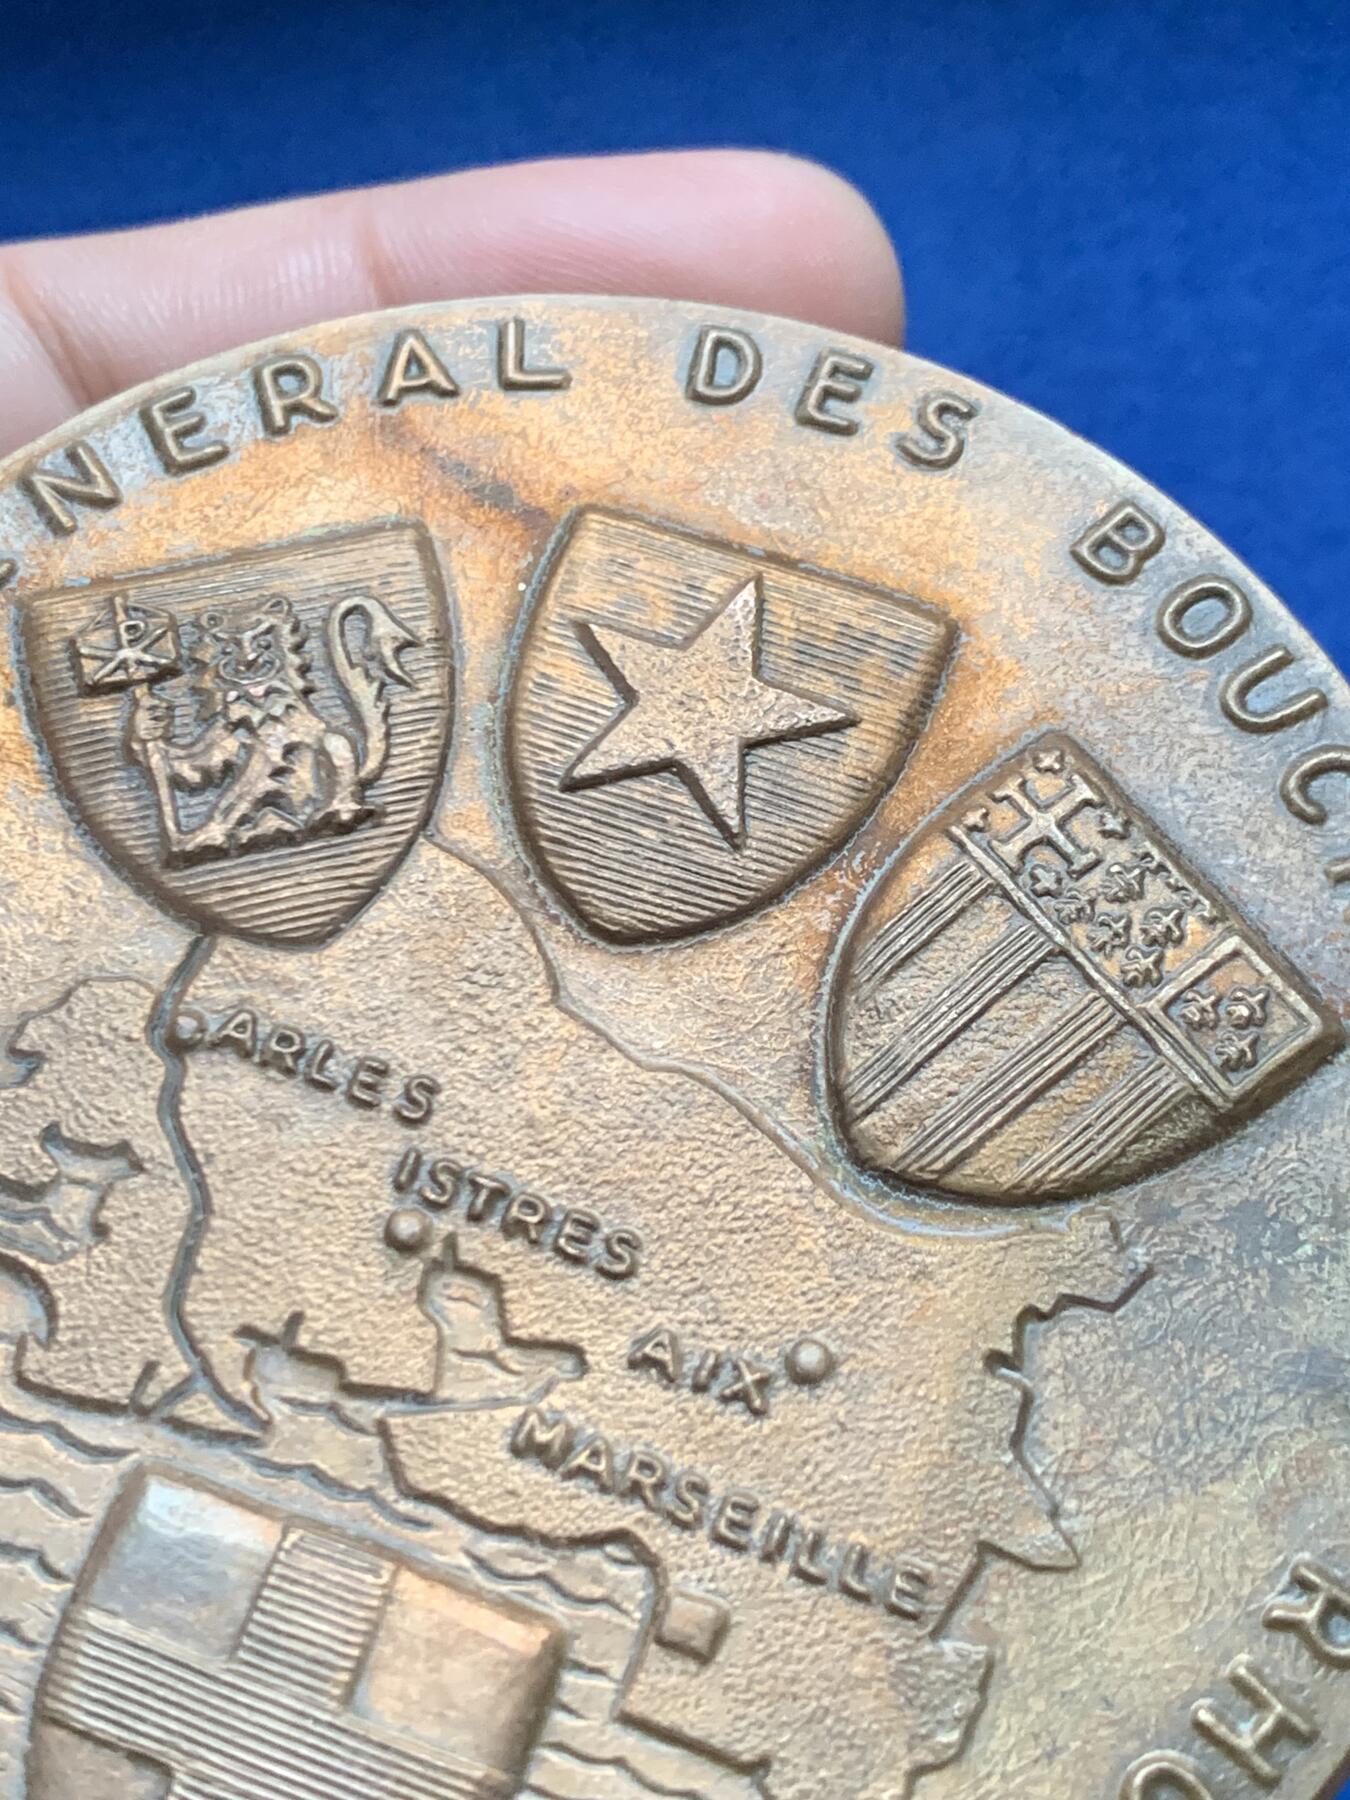 NERAL DES BOUC
RHO
ARLES
ISTRES
AIX
MARSEILLE